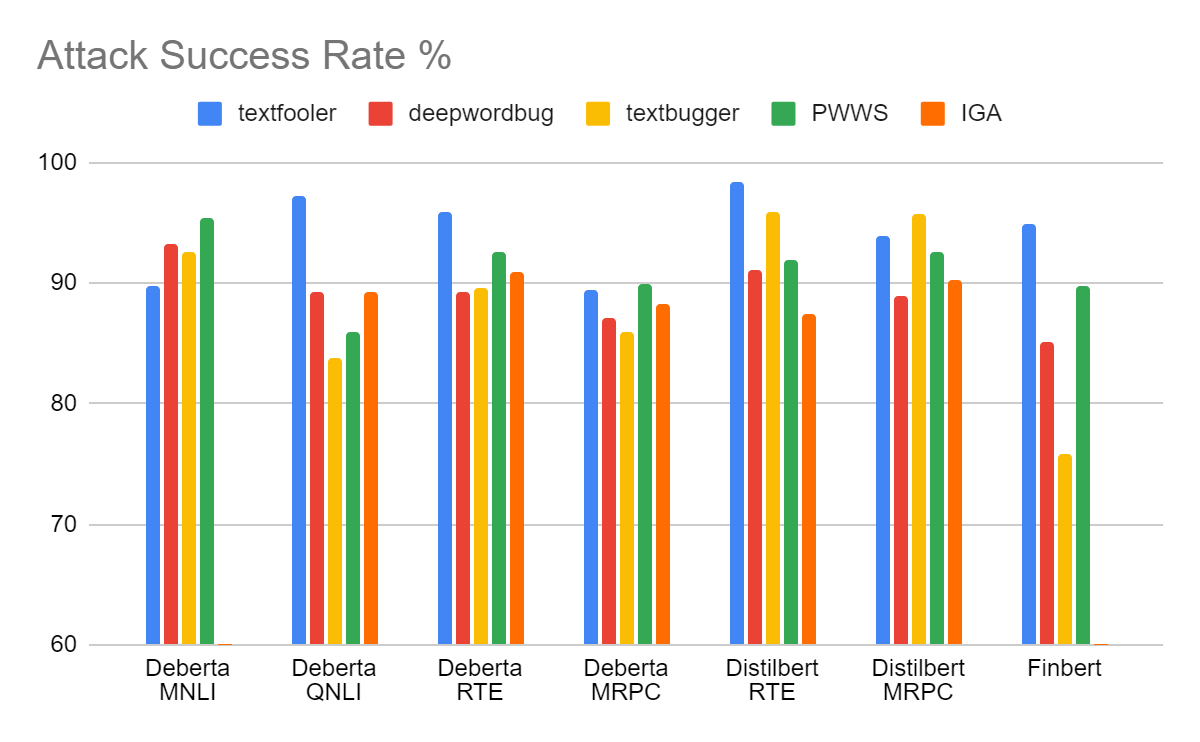 Attack Success Rate %
textfooler deepwordbug textbugger PWWS IGA
100
90
80
70
60
Deberta Deberta Deberta Deberta Distilbert Distilbert Finbert
MNLI QNLI RTE MRPC RTE MRPC